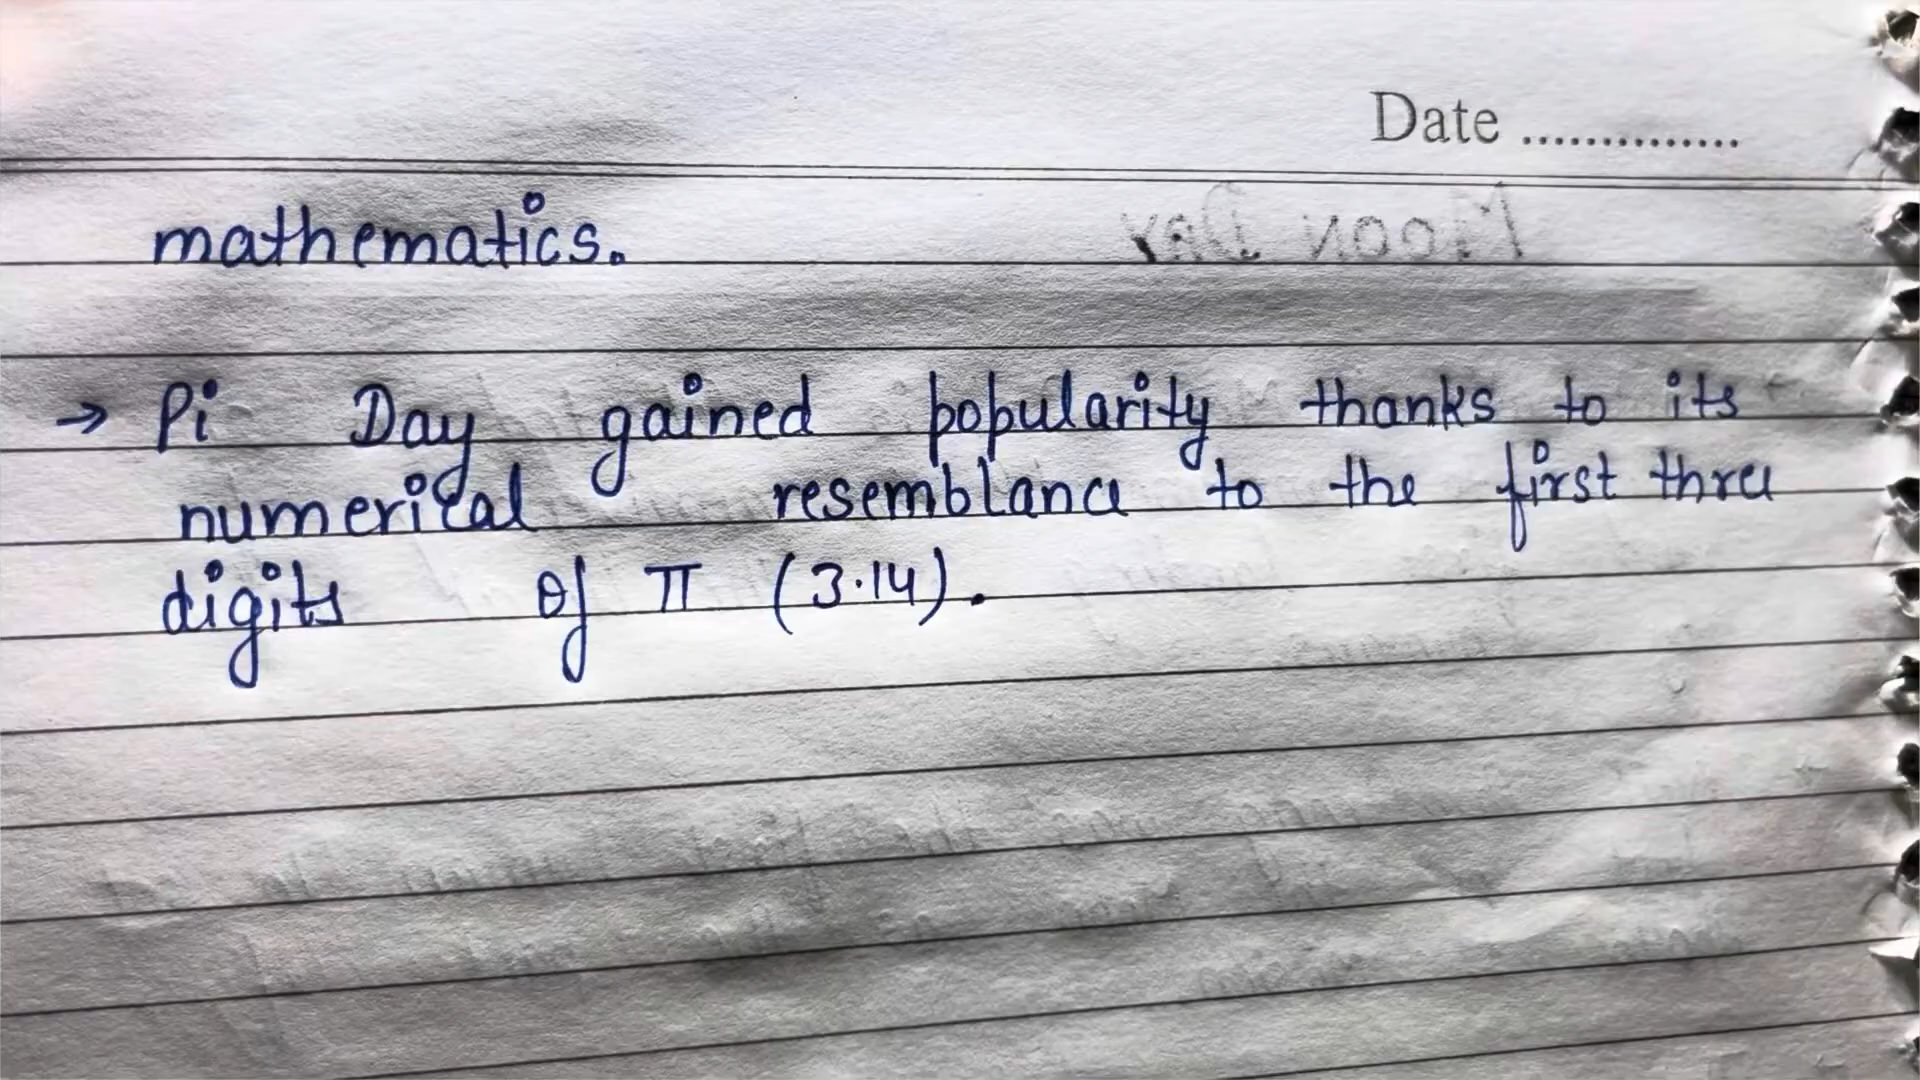 Date ..............
mathematics.
→ Pi Day gained popularity thanks to its
numerical resemblance to the first three
digits of π (3.14).